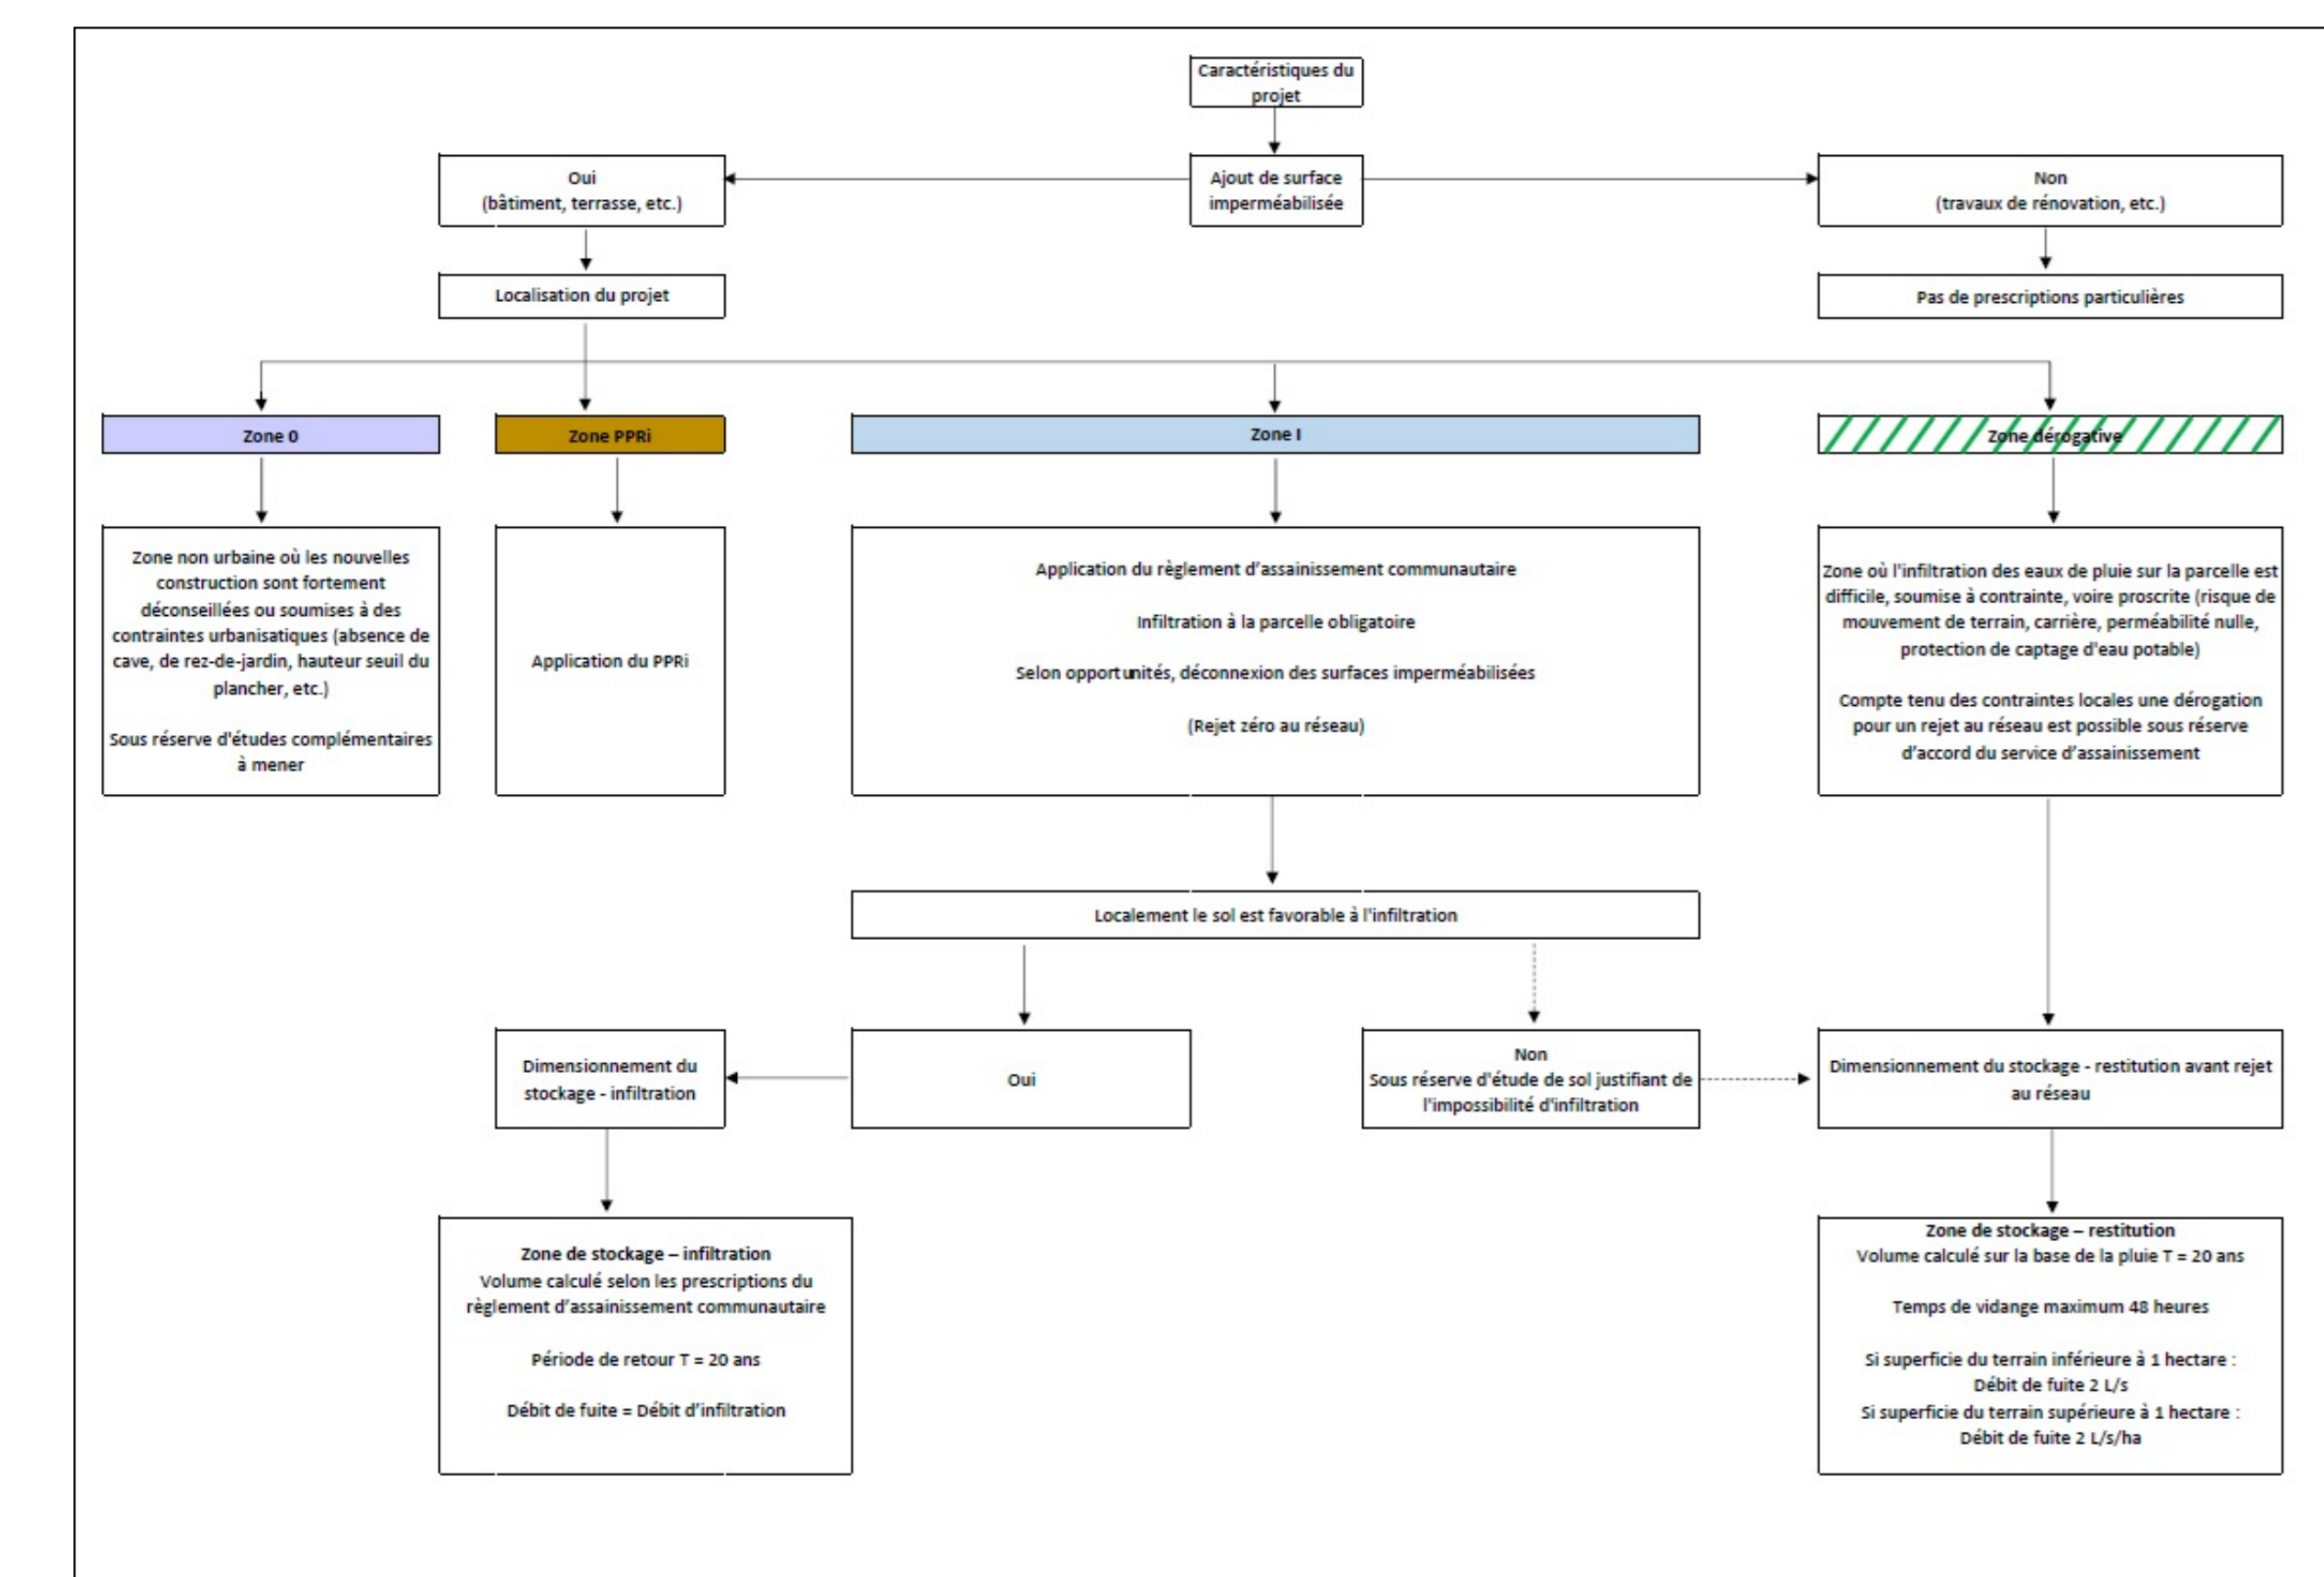 Caractéristiques du
projet
Oui
(bâtiment, terrasse, etc.)
Ajout de surface
imperméabilisée
Non
(travaux de rénovation, etc.)
Localisation du projet
Pas de prescriptions particulières
Zone 0
Zone PPRi
Zone I
Zone dérogative
Zone non urbaine où les nouvelles
construction sont fortement
déconseillées ou soumises à des
contraintes urbanisatiques (absence de
cave, de rez-de-jardin, hauteur seuil du
plancher, etc.)
Sous réserve d'études complémentaires
à mener
Application du PPRi
Application du règlement d'assainissement communautaire
Infiltration à la parcelle obligatoire
Selon opportunités, déconnexion des surfaces imperméabilisées
(Rejet zéro au réseau)
Zone où l'infiltration des eaux de pluie sur la parcelle est
difficile, soumise à contrainte, voire proscrite (risque de
mouvement de terrain, carrière, perméabilité nulle,
protection de captage d'eau potable)
Compte tenu des contraintes locales une dérogation
pour un rejet au réseau est possible sous réserve
d'accord du service d'assainissement
Localement le sol est favorable à l'infiltration
Dimensionnement du
stockage - infiltration
Oui
Non
Sous réserve d'étude de sol justifiant de
l'impossibilité d'infiltration
Dimensionnement du stockage - restitution avant rejet
au réseau
Zone de stockage – infiltration
Volume calculé selon les prescriptions du
règlement d'assainissement communautaire
Période de retour T = 20 ans
Débit de fuite = Débit d'infiltration
Zone de stockage – restitution
Volume calculé sur la base de la pluie T = 20 ans
Temps de vidange maximum 48 heures
Si superficie du terrain inférieure à 1 hectare :
Débit de fuite 2 L/s
Si superficie du terrain supérieure à 1 hectare :
Débit de fuite 2 L/s/ha